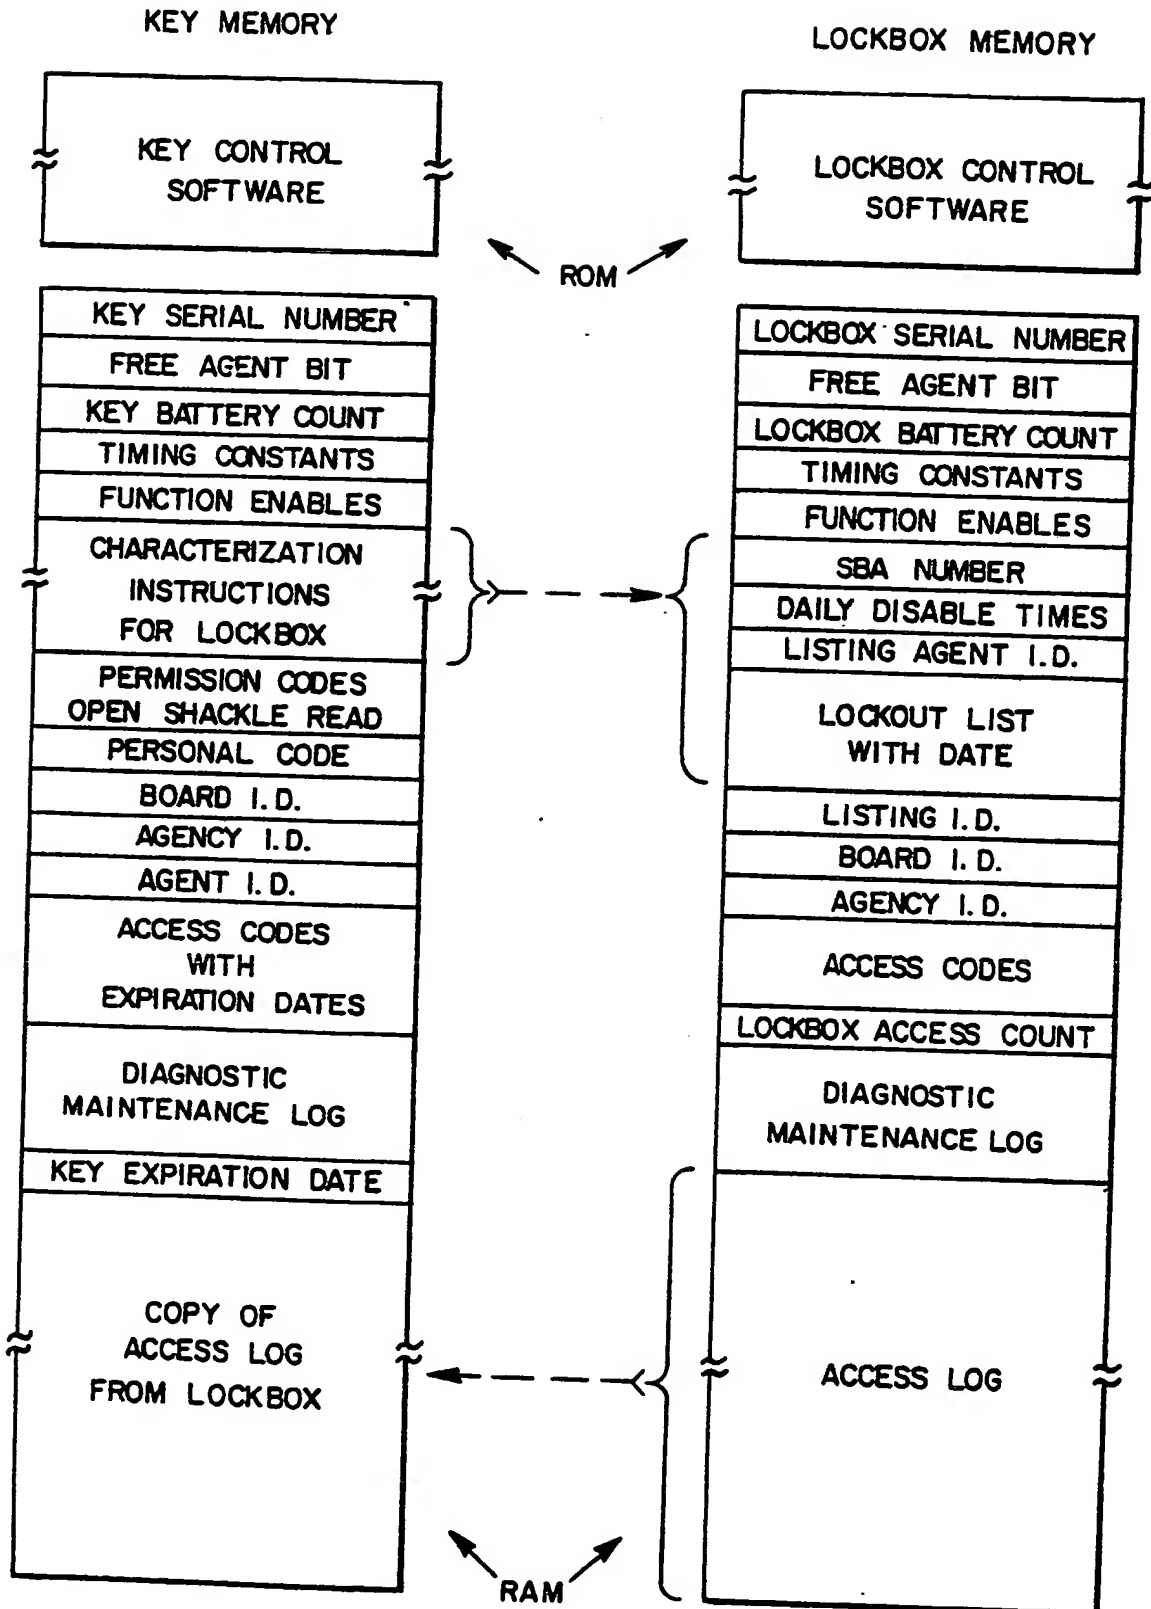 KEY MEMORY
KEY CONTROL
SOFTWARE
KEY SERIAL NUMBER
FREE AGENT BIT
KEY BATTERY COUNT
TIMING CONSTANTS
FUNCTION ENABLES
CHARACTERIZATION
INSTRUCTIONS
FOR LOCKBOX
PERMISSION CODES
OPEN SHACKLE READ
PERSONAL CODE
BOARD I.D.
AGENCY I.D.
AGENT I.D.
ACCESS CODES
WITH
EXPIRATION DATES
DIAGNOSTIC
MAINTENANCE LOG
KEY EXPIRATION DATE
COPY OF
ACCESS LOG
FROM LOCKBOX
ROM
RAM
LOCKBOX MEMORY
LOCKBOX CONTROL
SOFTWARE
LOCKBOX SERIAL NUMBER
FREE AGENT BIT
LOCKBOX BATTERY COUNT
TIMING CONSTANTS
FUNCTION ENABLES
SBA NUMBER
DAILY DISABLE TIMES
LISTING AGENT I.D.
LOCKOUT LIST
WITH DATE
LISTING I.D.
BOARD I.D.
AGENCY I.D.
ACCESS CODES
LOCKBOX ACCESS COUNT
DIAGNOSTIC
MAINTENANCE LOG
ACCESS LOG